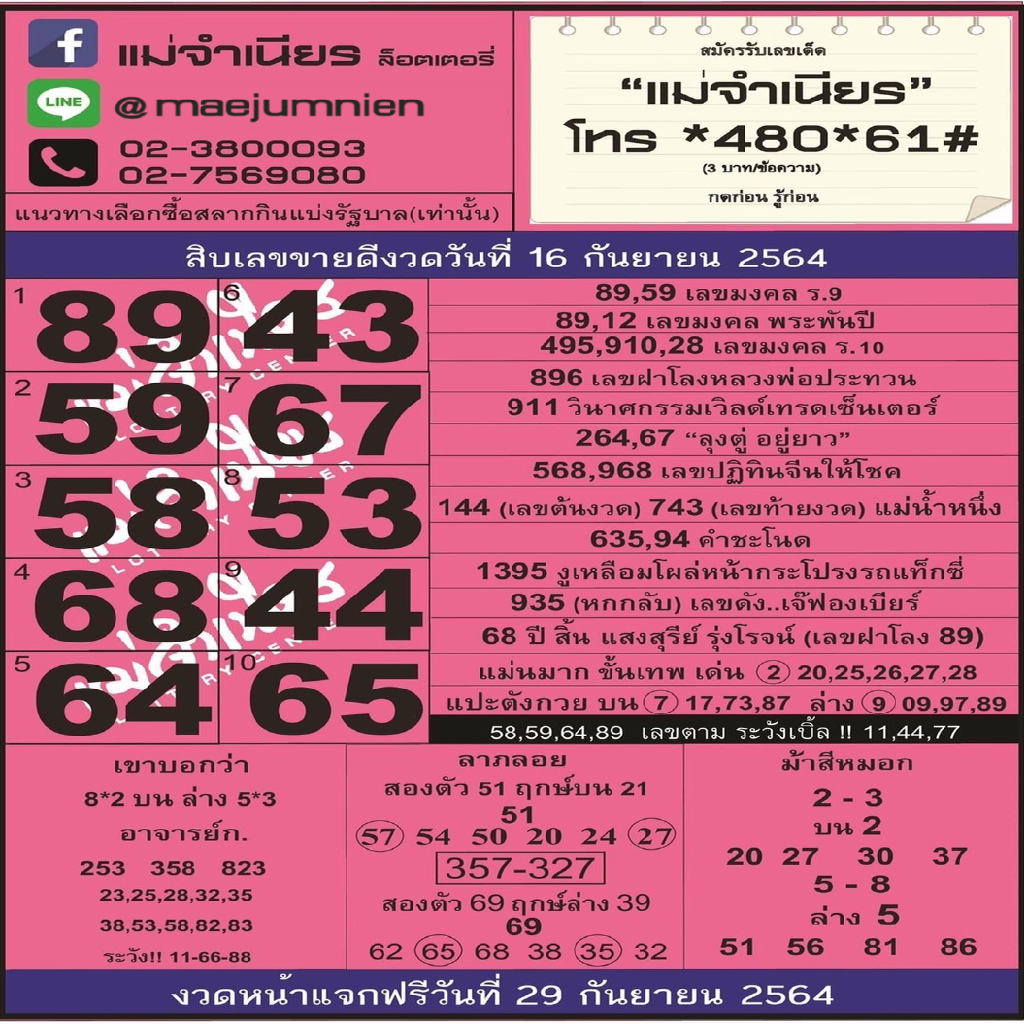 แม่จำเนียร ล็อตเตอรี่
LINE @maejumnien
02-3800093
02-7569080
แนวทางเลือกซื้อสลากกินแบ่งรัฐบาล(เท่านั้น)
สมัครรับเลขเด็ด
“แม่จำเนียร”
โทร *480*61#
(3 บาท/ข้อความ)
กดก่อน รู้ก่อน
สิบเลขขายดีงวดวันที่ 16 กันยายน 2564
1 89 6 43
2 59 7 67
3 58 8 53
4 68 9 44
5 64 10 65
89,59 เลขมงคล ร.9
89,12 เลขมงคล พระพันปี
495,910,28 เลขมงคล ร.10
896 เลขฝาโลงหลวงพ่อประทวน
911 วินาศกรรมเวิลด์เทรดเซ็นเตอร์
264,67 “ลุงตู่ อยู่ยาว”
568,968 เลขปฏิทินจีนให้โชค
144 (เลขต้นงวด) 743 (เลขท้ายงวด) แม่น้ำหนึ่ง
635,94 คำชะโนด
1395 งูเหลือมโผล่หน้ากระโปรงรถแท็กซี่
935 (หกกลับ) เลขดัง..เจ๊ฟองเบียร์
68 ปี สิ้น แสงสุรีย์ รุ่งโรจน์ (เลขฝาโลง 89)
แม่นมาก ขั้นเทพ เด่น 2 20,25,26,27,28
แปะตังกวย บน 7 17,73,87 ล่าง 9 09,97,89
58,59,64,89 เลขตาม ระวังเบิ้ล !! 11,44,77
เขาบอกว่า
8*2 บน ล่าง 5*3
อาจารย์ก.
253 358 823
23,25,28,32,35
38,53,58,82,83
ระวัง!! 11-66-88
ลาภลอย
สองตัว 51 ฤกษ์บน 21
51
57 54 50 20 24 27
357-327
สองตัว 69 ฤกษ์ล่าง 39
69
62 65 68 38 35 32
ม้าสีหมอก
2 - 3
บน 2
20 27 30 37
5 - 8
ล่าง 5
51 56 81 86
งวดหน้าแจกฟรีวันที่ 29 กันยายน 2564